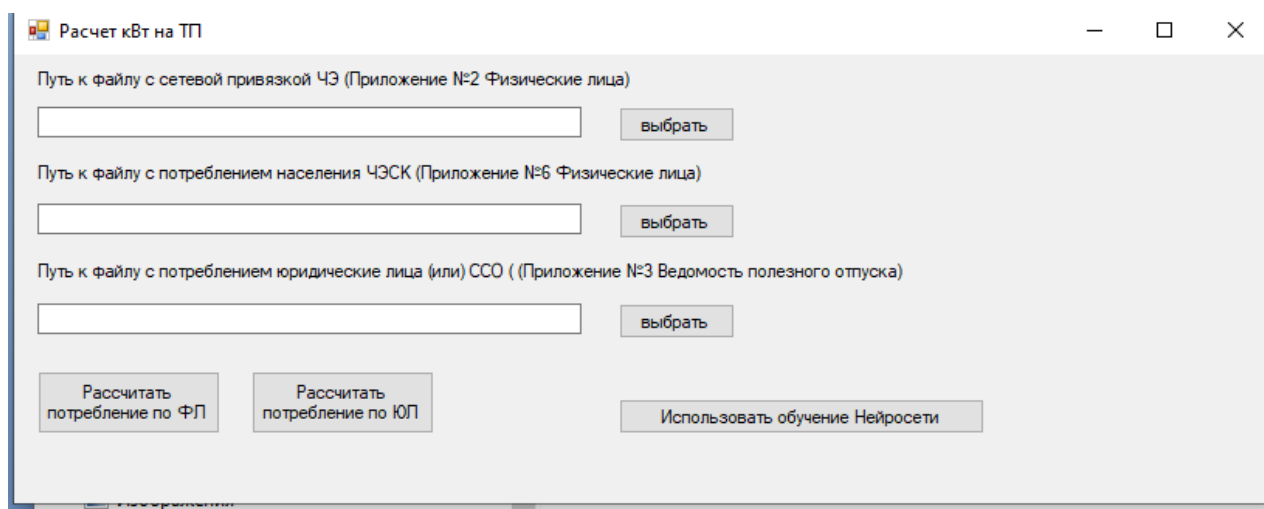 Расчет кВт на ТП
Путь к файлу с сетевой привязкой ЧЭ (Приложение №2 Физические лица)
выбрать
Путь к файлу с потреблением населения ЧЭСК (Приложение №6 Физические лица)
выбрать
Путь к файлу с потреблением юридические лица (или) ССО ( (Приложение №3 Ведомость полезного отпуска)
выбрать
Рассчитать
потребление по ФЛ
Рассчитать
потребление по ЮЛ
Использовать обучение Нейросети